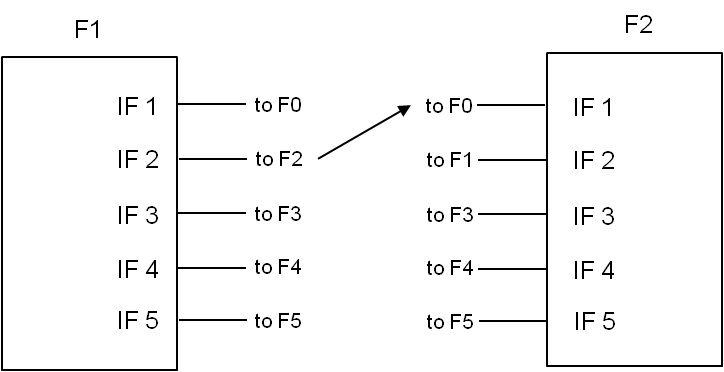 F1
F2
IF 1 to F0 to F0 IF 1
IF 2 to F2 to F1 IF 2
IF 3 to F3 to F3 IF 3
IF 4 to F4 to F4 IF 4
IF 5 to F5 to F5 IF 5